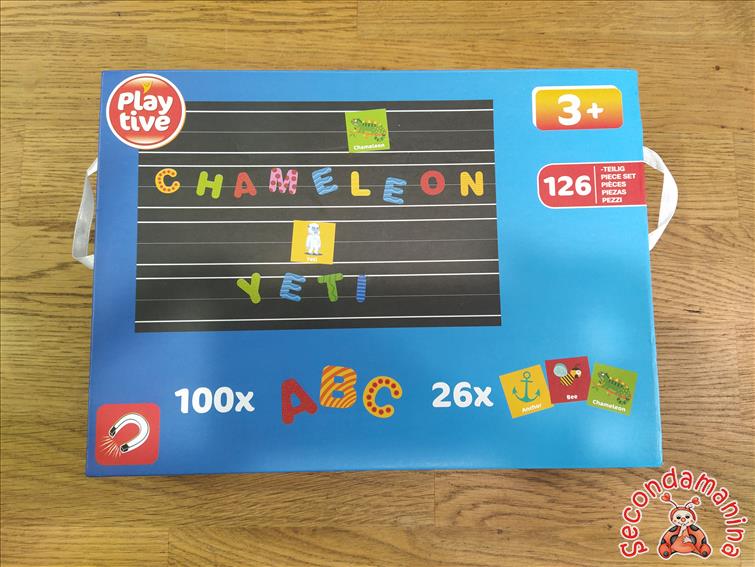 Play
tive
3+
126
-TEILIG
PIECE SET
PIÈCES
PIEZAS
PEZZI
Chameleon
CHAMELEON
Yeti
YETI
100x
ABC
26x
Anchor
Bee
Chameleon
Secondamanina